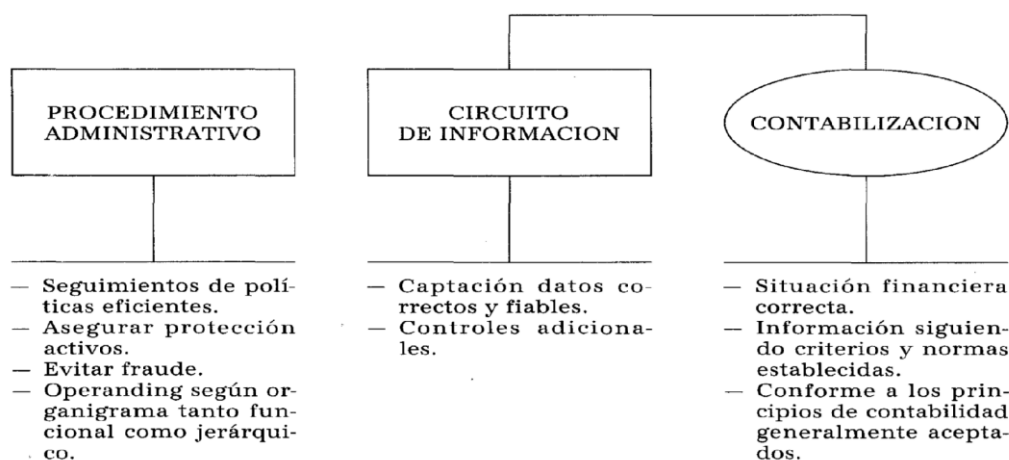 PROCEDIMIENTO
ADMINISTRATIVO
CIRCUITO
DE INFORMACION
CONTABILIZACION
— Seguimientos de polí-
ticas eficientes.
— Asegurar protección
activos.
— Evitar fraude.
— Operanding según or-
ganigrama tanto fun-
cional como jerárqui-
co.
— Captación datos co-
rrectos y fiables.
— Controles adiciona-
les.
— Situación financiera
correcta.
— Información siguien-
do criterios y normas
establecidas.
— Conforme a los prin-
cipios de contabilidad
generalmente acepta-
dos.